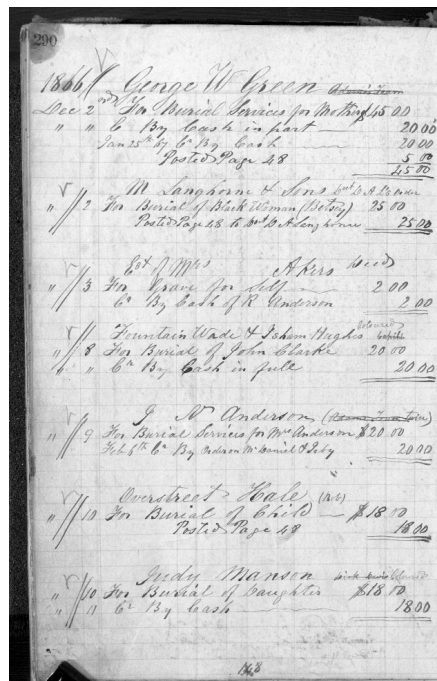 290
1866 George W Green
Dec 2 For Burial Services for Mother $45.00
" " Cr By Cash in part 20.00
Jan 25th by Cr By Cash 20.00
Posted Page 48 5.00
45.00
M Langhorne & Sons
" 2 For Burial of Black Woman (Betsy) 25.00
Posted Page 48 to A Langhorne 25.00
Est of Mrs Akers
" 3 For Grave for Self 2.00
Cr By Cash of R Anderson 2.00
Fountain Wade & Isham Hughes Coloured
" 8 For Burial of John Clarke 20.00
" " Cr By Cash in full 20.00
J N Anderson
" 9 For Burial Services for Mrs Anderson $20.00
Feb 6th Cr By Order on McDaniel & Irby 20.00
Overstreet Hale
" 10 For Burial of Child $18.00
Posted Page 48 18.00
Judy Manson Colored
" 10 For Burial of Daughter $18.00
" 11 Cr By Cash 18.00